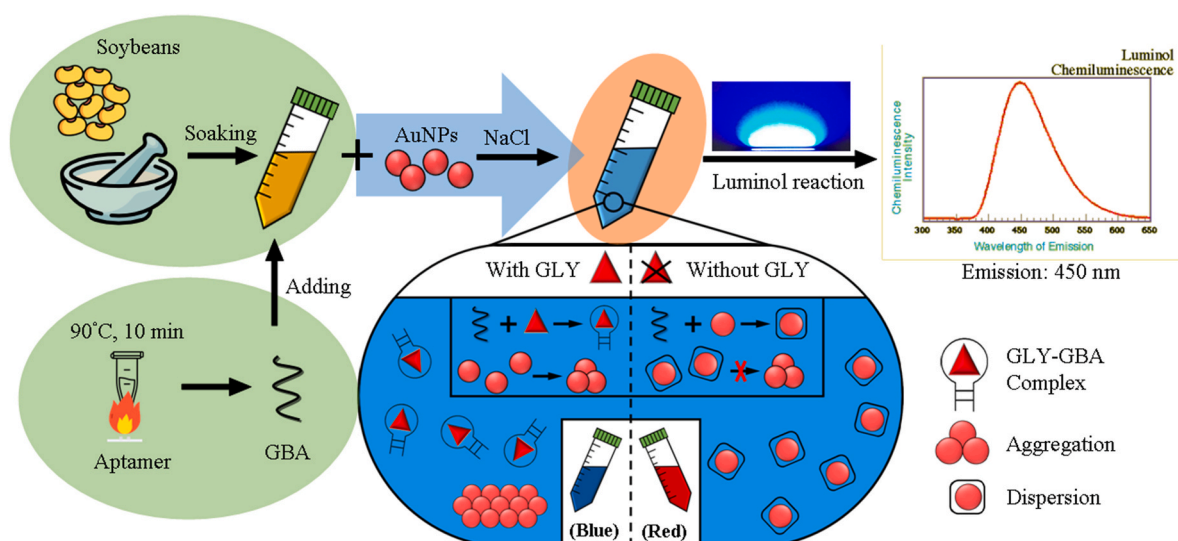 Soybeans
Soaking
+
AuNPs
NaCl
Luminol reaction
Luminol
Chemiluminescence
Chemiluminescence
Intensity
300 350 400 450 500 550 600 650
Wavelength of Emission
Emission: 450 nm
Adding
90°C, 10 min
Aptamer
GBA
With GLY
Without GLY
+
+
(Blue)
(Red)
GLY-GBA
Complex
Aggregation
Dispersion